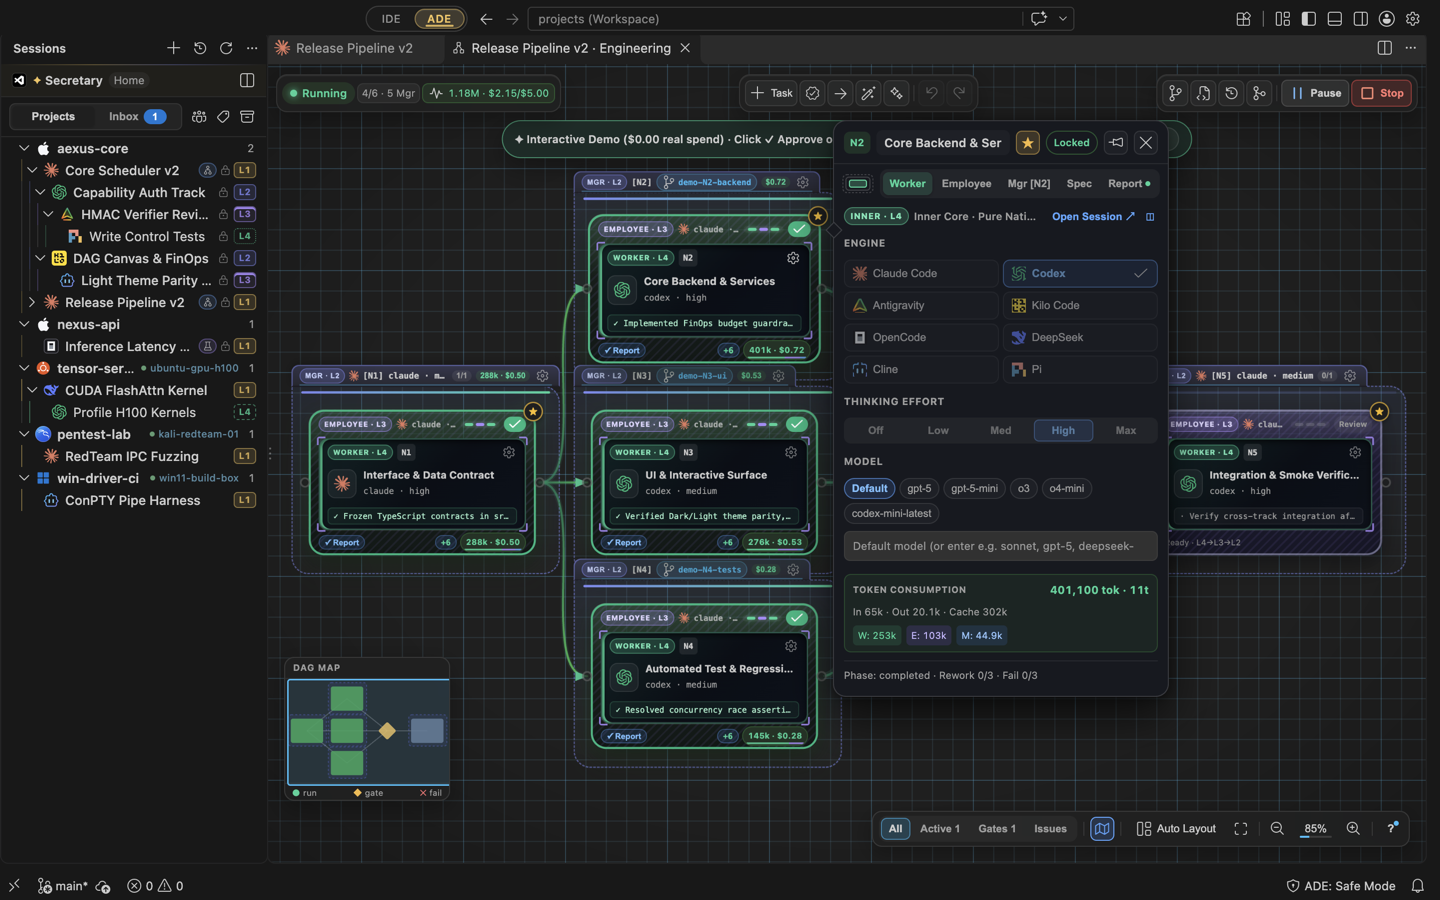 IDE
ADE
projects (Workspace)
Sessions
Release Pipeline v2
Release Pipeline v2 · Engineering
Secretary
Home
Projects
Inbox
1
aexus-core
2
Core Scheduler v2
L1
Capability Auth Track
L2
HMAC Verifier Revi...
L3
Write Control Tests
L4
DAG Canvas & FinOps
L2
Light Theme Parity ...
L3
Release Pipeline v2
L1
nexus-api
1
Inference Latency ...
L1
tensor-ser...
ubuntu-gpu-h100
1
CUDA FlashAttn Kernel
L1
Profile H100 Kernels
L4
pentest-lab
kali-redteam-01
1
RedTeam IPC Fuzzing
L1
win-driver-ci
win11-build-box
1
ConPTY Pipe Harness
L1
Running
4/6 · 5 Mgr
1.18M · $2.15/$5.00
Task
Pause
Stop
✦ Interactive Demo ($0.00 real spend) · Click ✓ Approve o
MGR · L2
[N2]
demo-N2-backend
$0.72
EMPLOYEE · L3
claude ·…
WORKER · L4
N2
Core Backend & Services
codex · high
✓ Implemented FinOps budget guardra…
✓ Report
+6
401k · $0.72
MGR · L2
[N1] claude · m…
1/1
288k · $0.50
EMPLOYEE · L3
claude ·…
WORKER · L4
N1
Interface & Data Contract
claude · high
✓ Frozen TypeScript contracts in sr…
✓ Report
+6
288k · $0.50
MGR · L2
[N3]
demo-N3-ui
$0.53
EMPLOYEE · L3
claude ·…
WORKER · L4
N3
UI & Interactive Surface
codex · medium
✓ Verified Dark/Light theme parity,…
✓ Report
+6
276k · $0.53
MGR · L2
[N4]
demo-N4-tests
$0.28
EMPLOYEE · L3
claude ·…
WORKER · L4
N4
Automated Test & Regressi...
codex · medium
✓ Resolved concurrency race asserti…
✓ Report
+6
145k · $0.28
N2
Core Backend & Ser
Locked
Worker
Employee
Mgr [N2]
Spec
Report
INNER · L4
Inner Core · Pure Nati...
Open Session
ENGINE
Claude Code
Codex
Antigravity
Kilo Code
OpenCode
DeepSeek
Cline
Pi
THINKING EFFORT
Off
Low
Med
High
Max
MODEL
Default
gpt-5
gpt-5-mini
o3
o4-mini
codex-mini-latest
Default model (or enter e.g. sonnet, gpt-5, deepseek-
TOKEN CONSUMPTION
401,100 tok · 11t
In 65k · Out 20.1k · Cache 302k
W: 253k
E: 103k
M: 44.9k
Phase: completed · Rework 0/3 · Fail 0/3
L2
[N5] claude · medium
0/1
EMPLOYEE · L3
clau…
Review
WORKER · L4
N5
Integration & Smoke Verific...
codex · high
· Verify cross-track integration af…
eady · L4→L3→L2
DAG MAP
run
gate
fail
All
Active 1
Gates 1
Issues
Auto Layout
85%
?
main*
0
0
ADE: Safe Mode